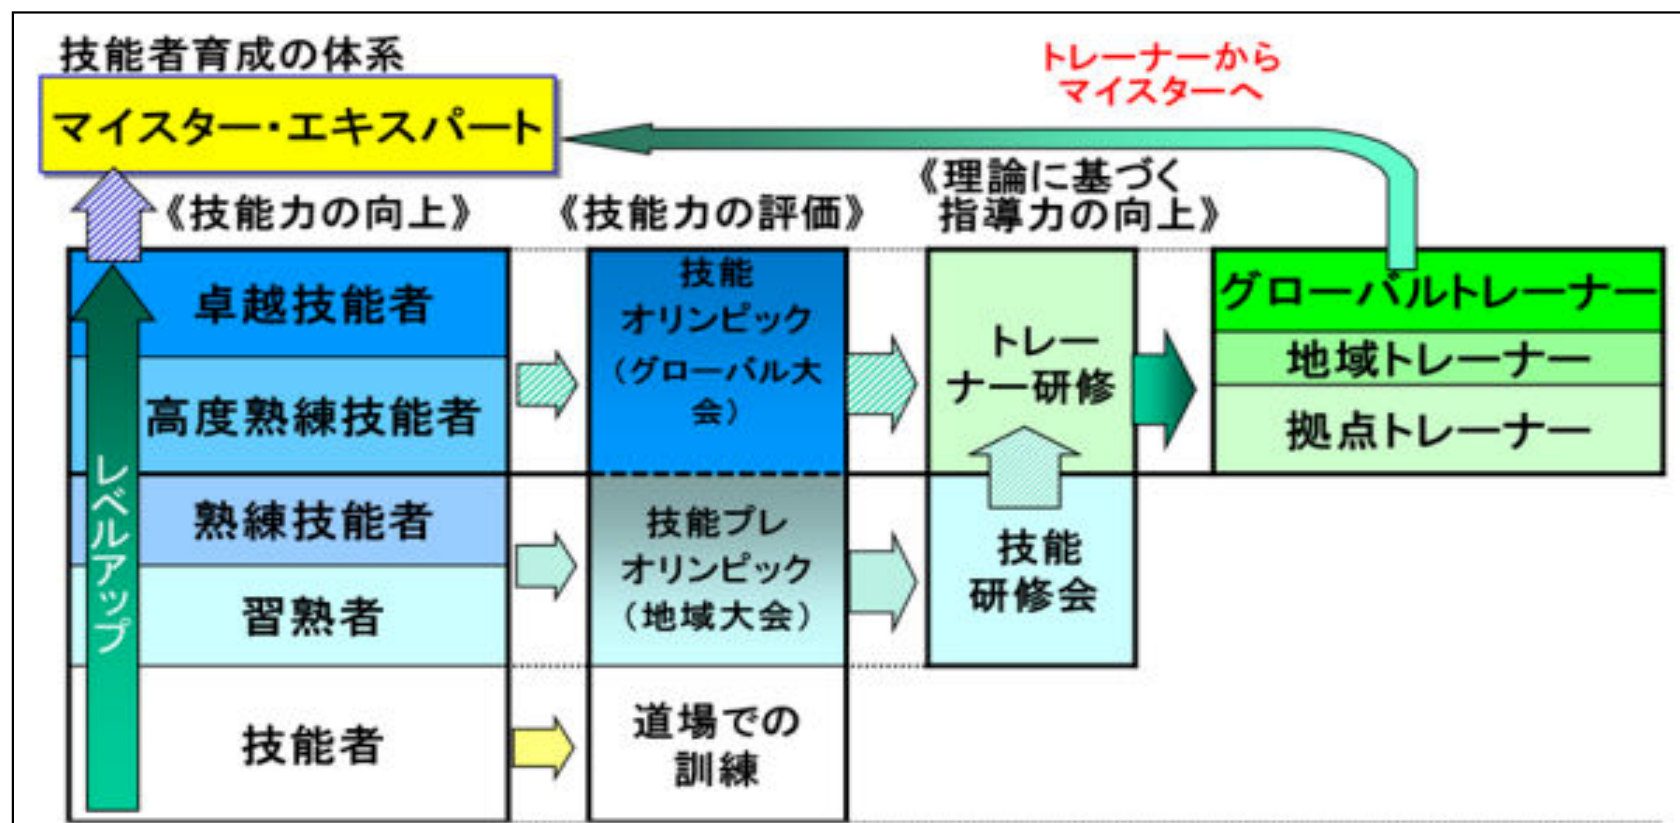 技能者育成の体系
マイスター・エキスパート
トレーナーから
マイスターへ
《技能力の向上》
《技能力の評価》
《理論に基づく
指導力の向上》
レベルアップ
卓越技能者
高度熟練技能者
熟練技能者
習熟者
技能者
技能
オリンピック
(グローバル大
会)
技能プレ
オリンピック
(地域大会)
道場での
訓練
トレー
ナー研修
技能
研修会
グローバルトレーナー
地域トレーナー
拠点トレーナー